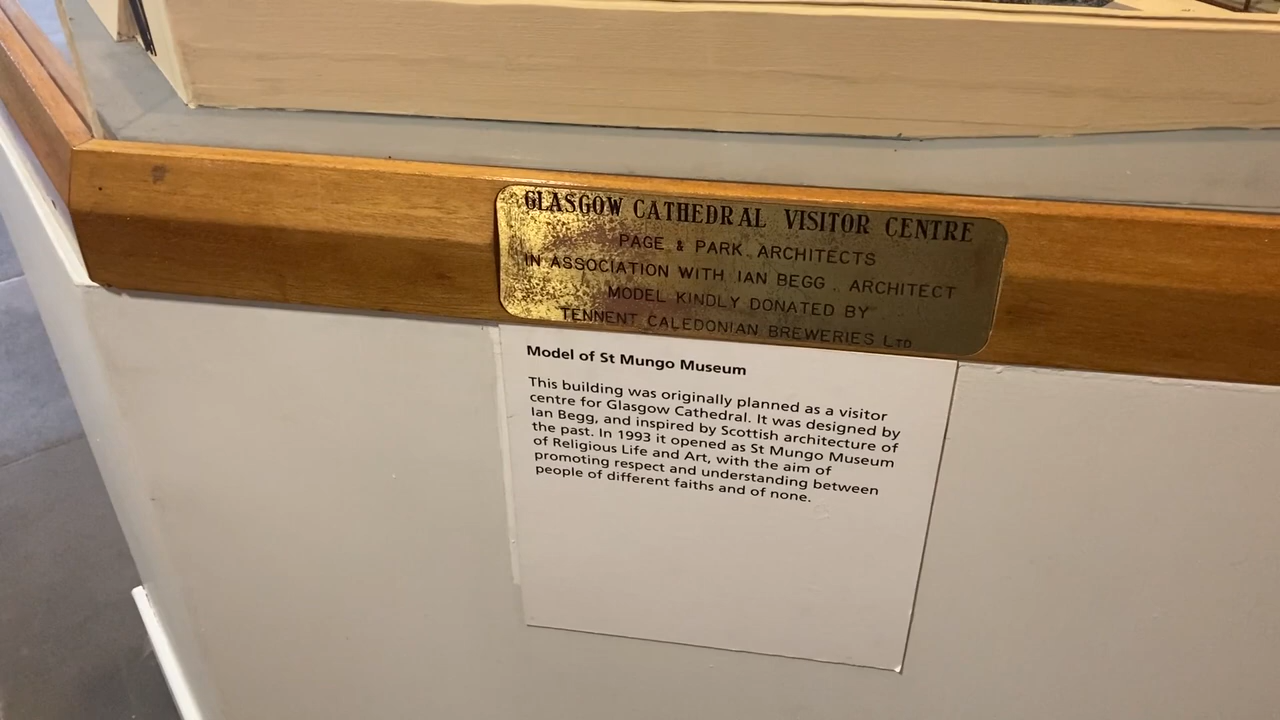 GLASGOW CATHEDRAL VISITOR CENTRE
PAGE & PARK ARCHITECTS
IN ASSOCIATION WITH IAN BEGG . ARCHITECT
MODEL KINDLY DONATED BY
TENNENT CALEDONIAN BREWERIES LTD
Model of St Mungo Museum
This building was originally planned as a visitor
centre for Glasgow Cathedral. It was designed by
Ian Begg, and inspired by Scottish architecture of
the past. In 1993 it opened as St Mungo Museum
of Religious Life and Art, with the aim of
promoting respect and understanding between
people of different faiths and of none.